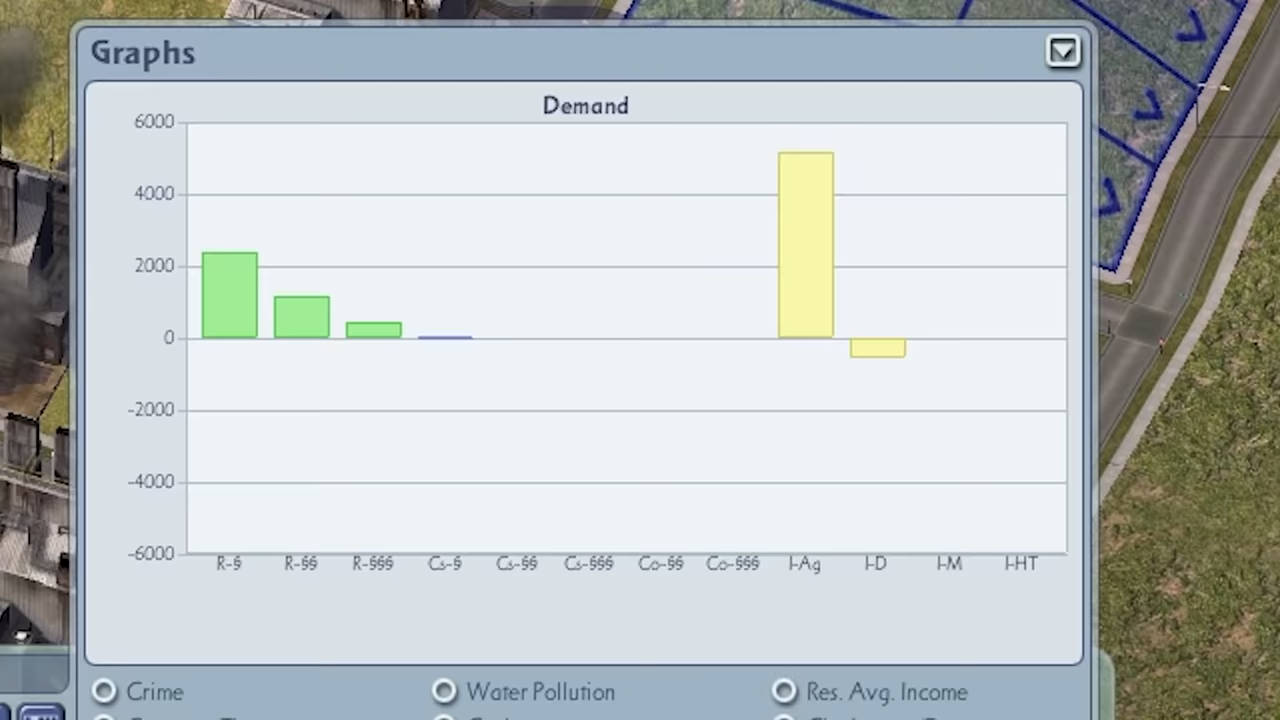 Graphs
Demand
6000
4000
2000
0
-2000
-4000
-6000
R-§ R-§§ R-§§§ Cs-§ Cs-§§ Cs-§§§ Co-§§ Co-§§§ I-Ag I-D I-M I-HT
Crime Water Pollution Res. Avg. Income